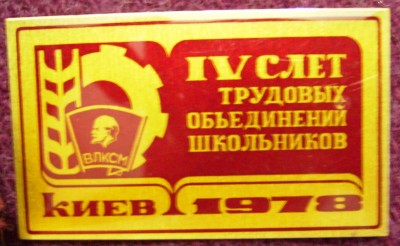 IV СЛЕТ
ТРУДОВЫХ
ОБЪЕДИНЕНИЙ
ШКОЛЬНИКОВ
ВЛКСМ
КИЕВ 1978